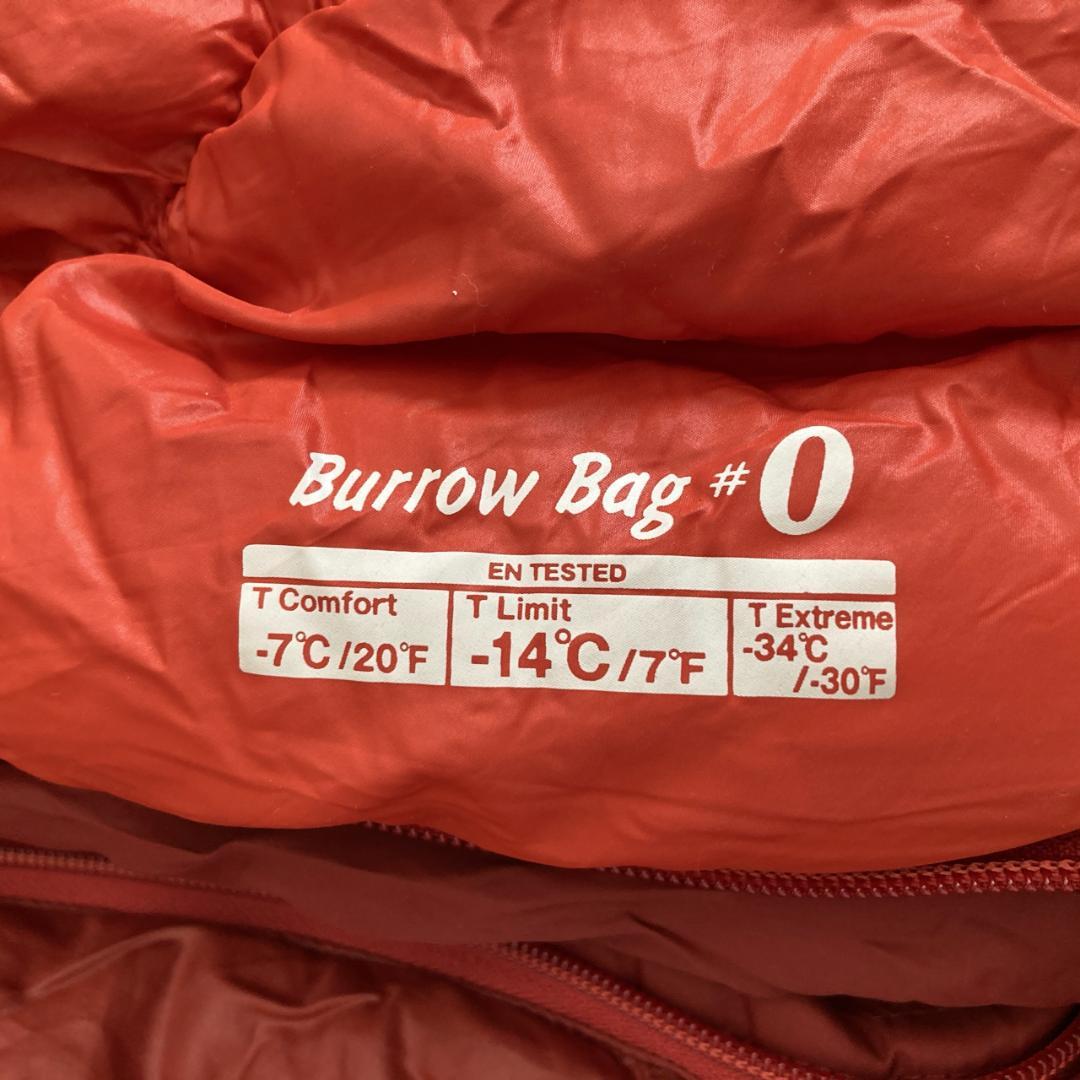 Burrow Bag #0
EN TESTED
T Comfort
-7℃/20℉
T Limit
-14℃/7℉
T Extreme
-34℃
/-30℉